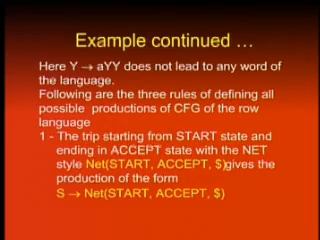 Example continued …
Here Y → aYY does not lead to any word of
the language.
Following are the three rules of defining all
possible productions of CFG of the row
language
1 - The trip starting from START state and
ending in ACCEPT state with the NET
style Net(START, ACCEPT, $)gives the
production of the form
S → Net(START, ACCEPT, $)